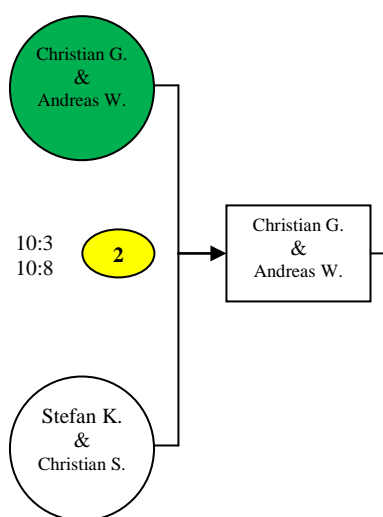 Christian G.
&
Andreas W.
10:3
10:8
2
Christian G.
&
Andreas W.
Stefan K.
&
Christian S.